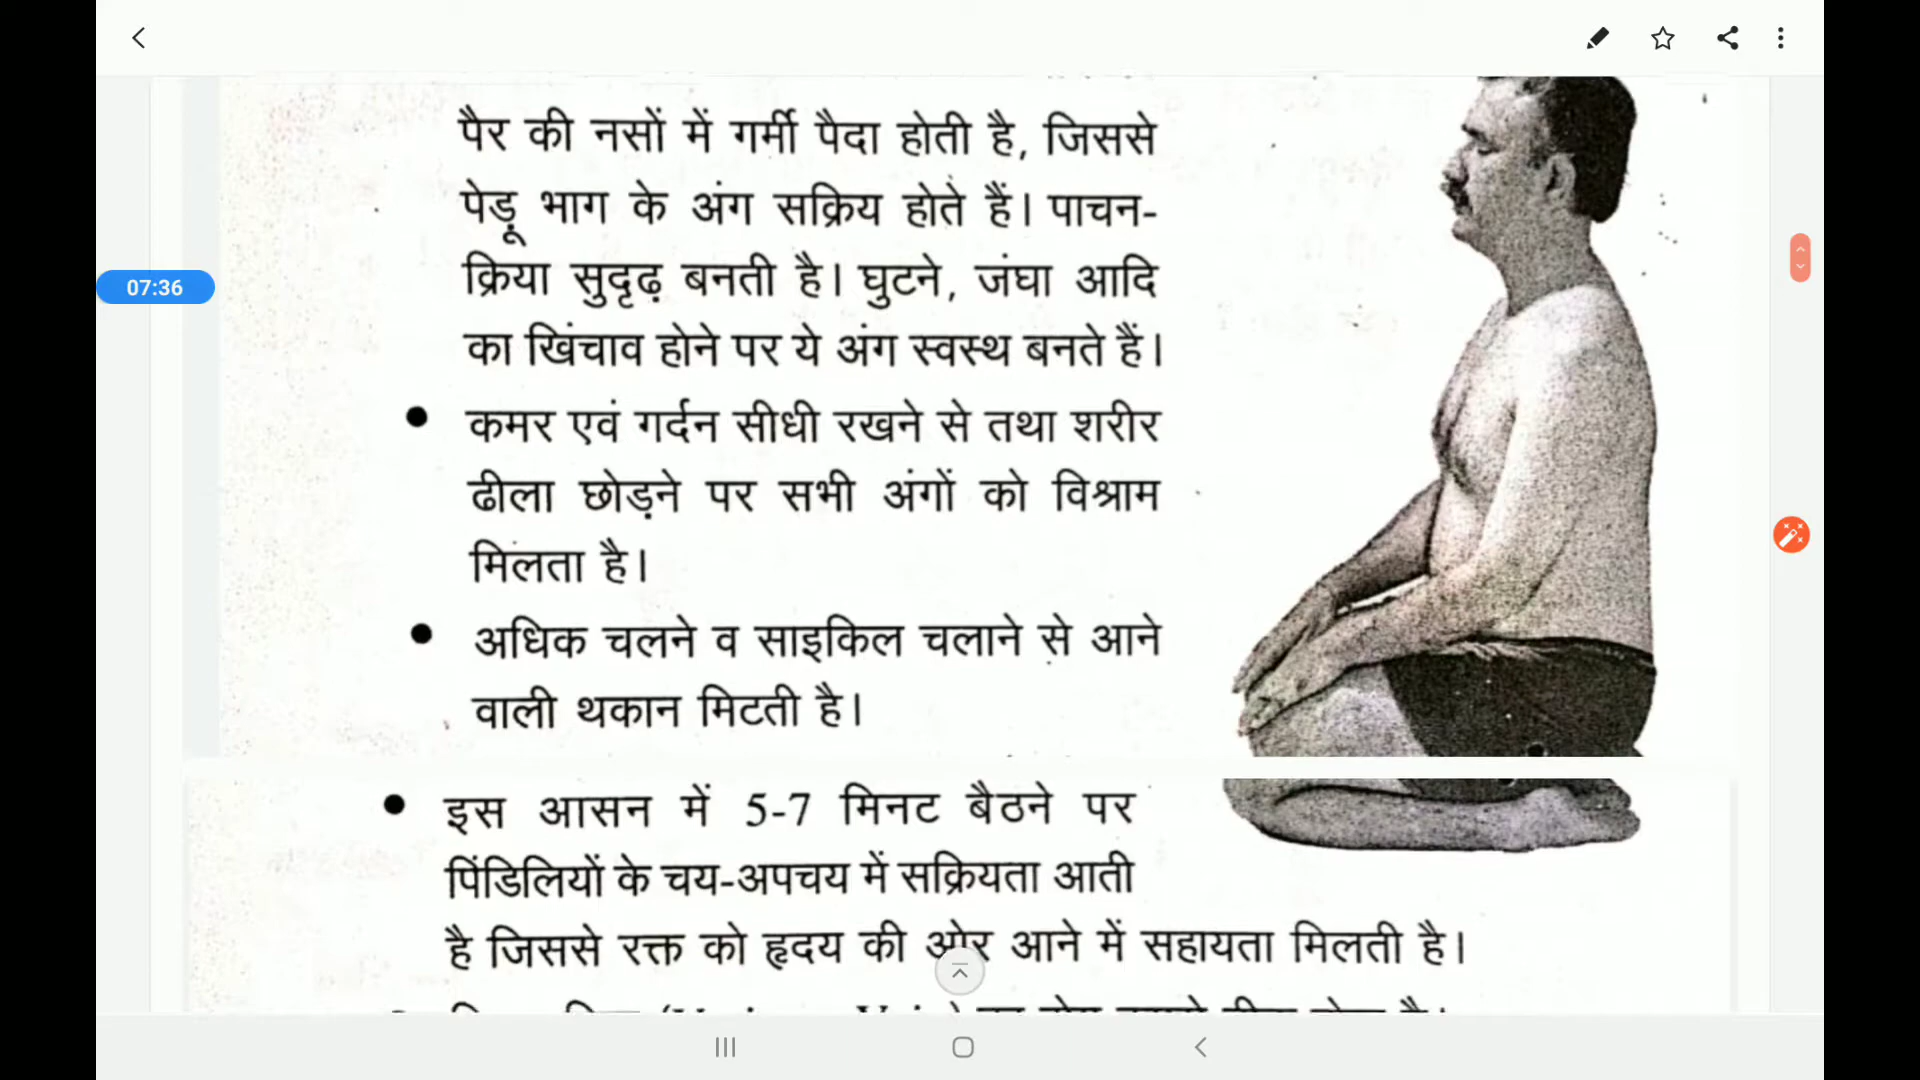 पैर की नसों में गर्मी पैदा होती है, जिससे
पेड़ू भाग के अंग सक्रिय होते हैं। पाचन-
07:36
क्रिया सुदृढ़ बनती है। घुटने, जंघा आदि
का खिंचाव होने पर ये अंग स्वस्थ बनते हैं।
● कमर एवं गर्दन सीधी रखने से तथा शरीर
ढीला छोड़ने पर सभी अंगों को विश्राम
मिलता है।
● अधिक चलने व साइकिल चलाने से आने
वाली थकान मिटती है।
● इस आसन में 5-7 मिनट बैठने पर
पिंडिलियों के चय-अपचय में सक्रियता आती
है जिससे रक्त को हृदय की ओर आने में सहायता मिलती है।